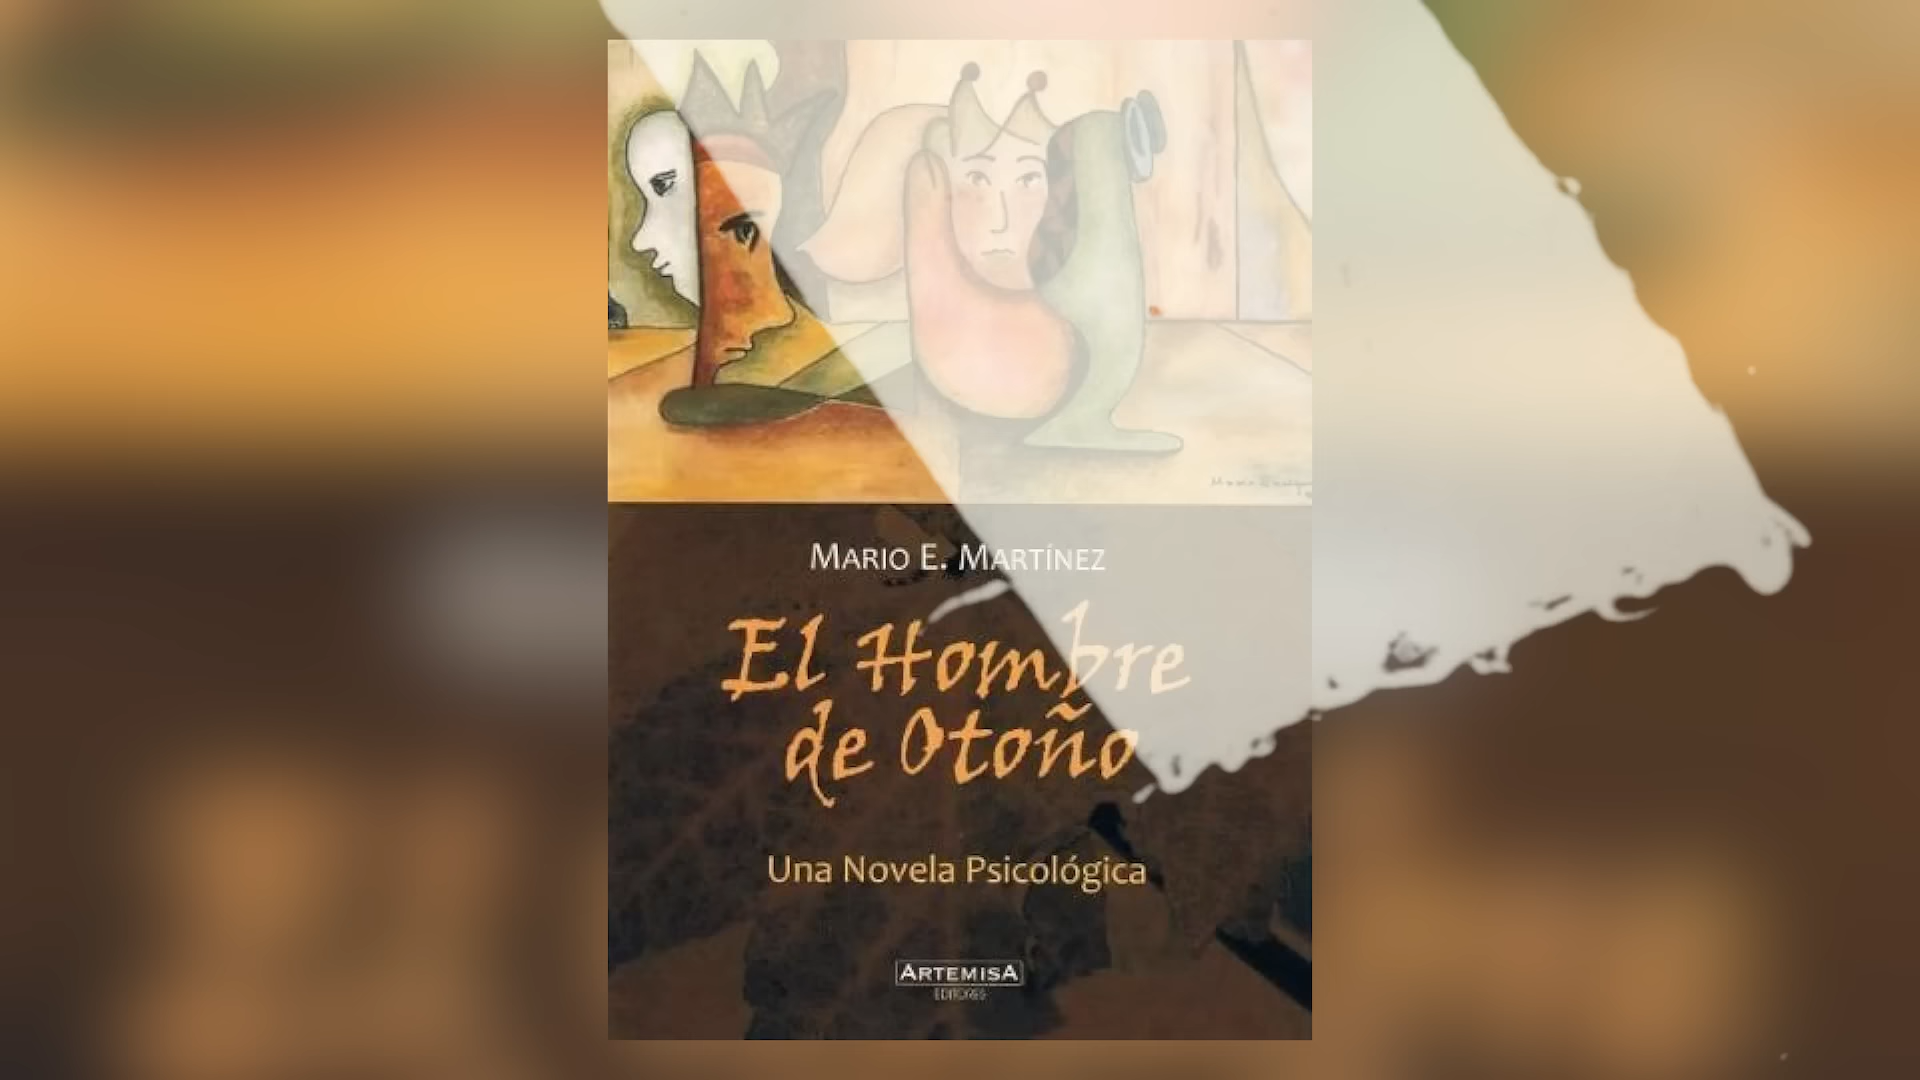 MARIO E. MARTÍNEZ
El Hombre
de Otoño
Una Novela Psicológica
ARTEMISA
EDITORES